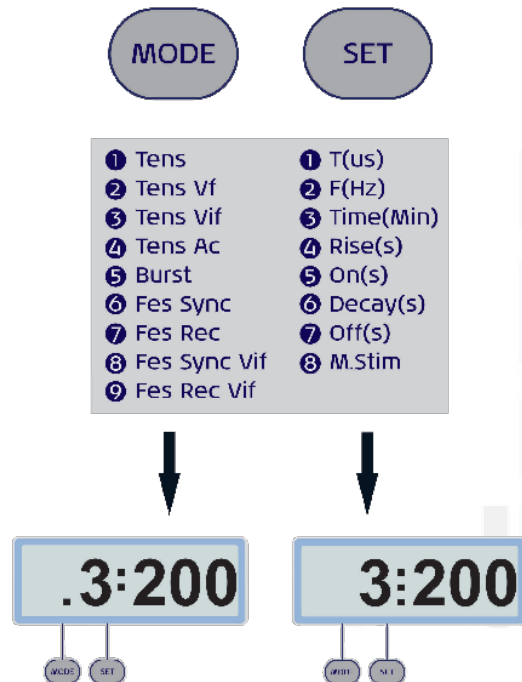 MODE SET
❶ Tens ❶ T(us)
❷ Tens Vf ❷ F(Hz)
❸ Tens Vif ❸ Time(Min)
❹ Tens Ac ❹ Rise(s)
❺ Burst ❺ On(s)
❻ Fes Sync ❻ Decay(s)
❼ Fes Rec ❼ Off(s)
❽ Fes Sync Vif ❽ M.Stim
❾ Fes Rec Vif
.3:200 3:200
MODE SET MODE SET